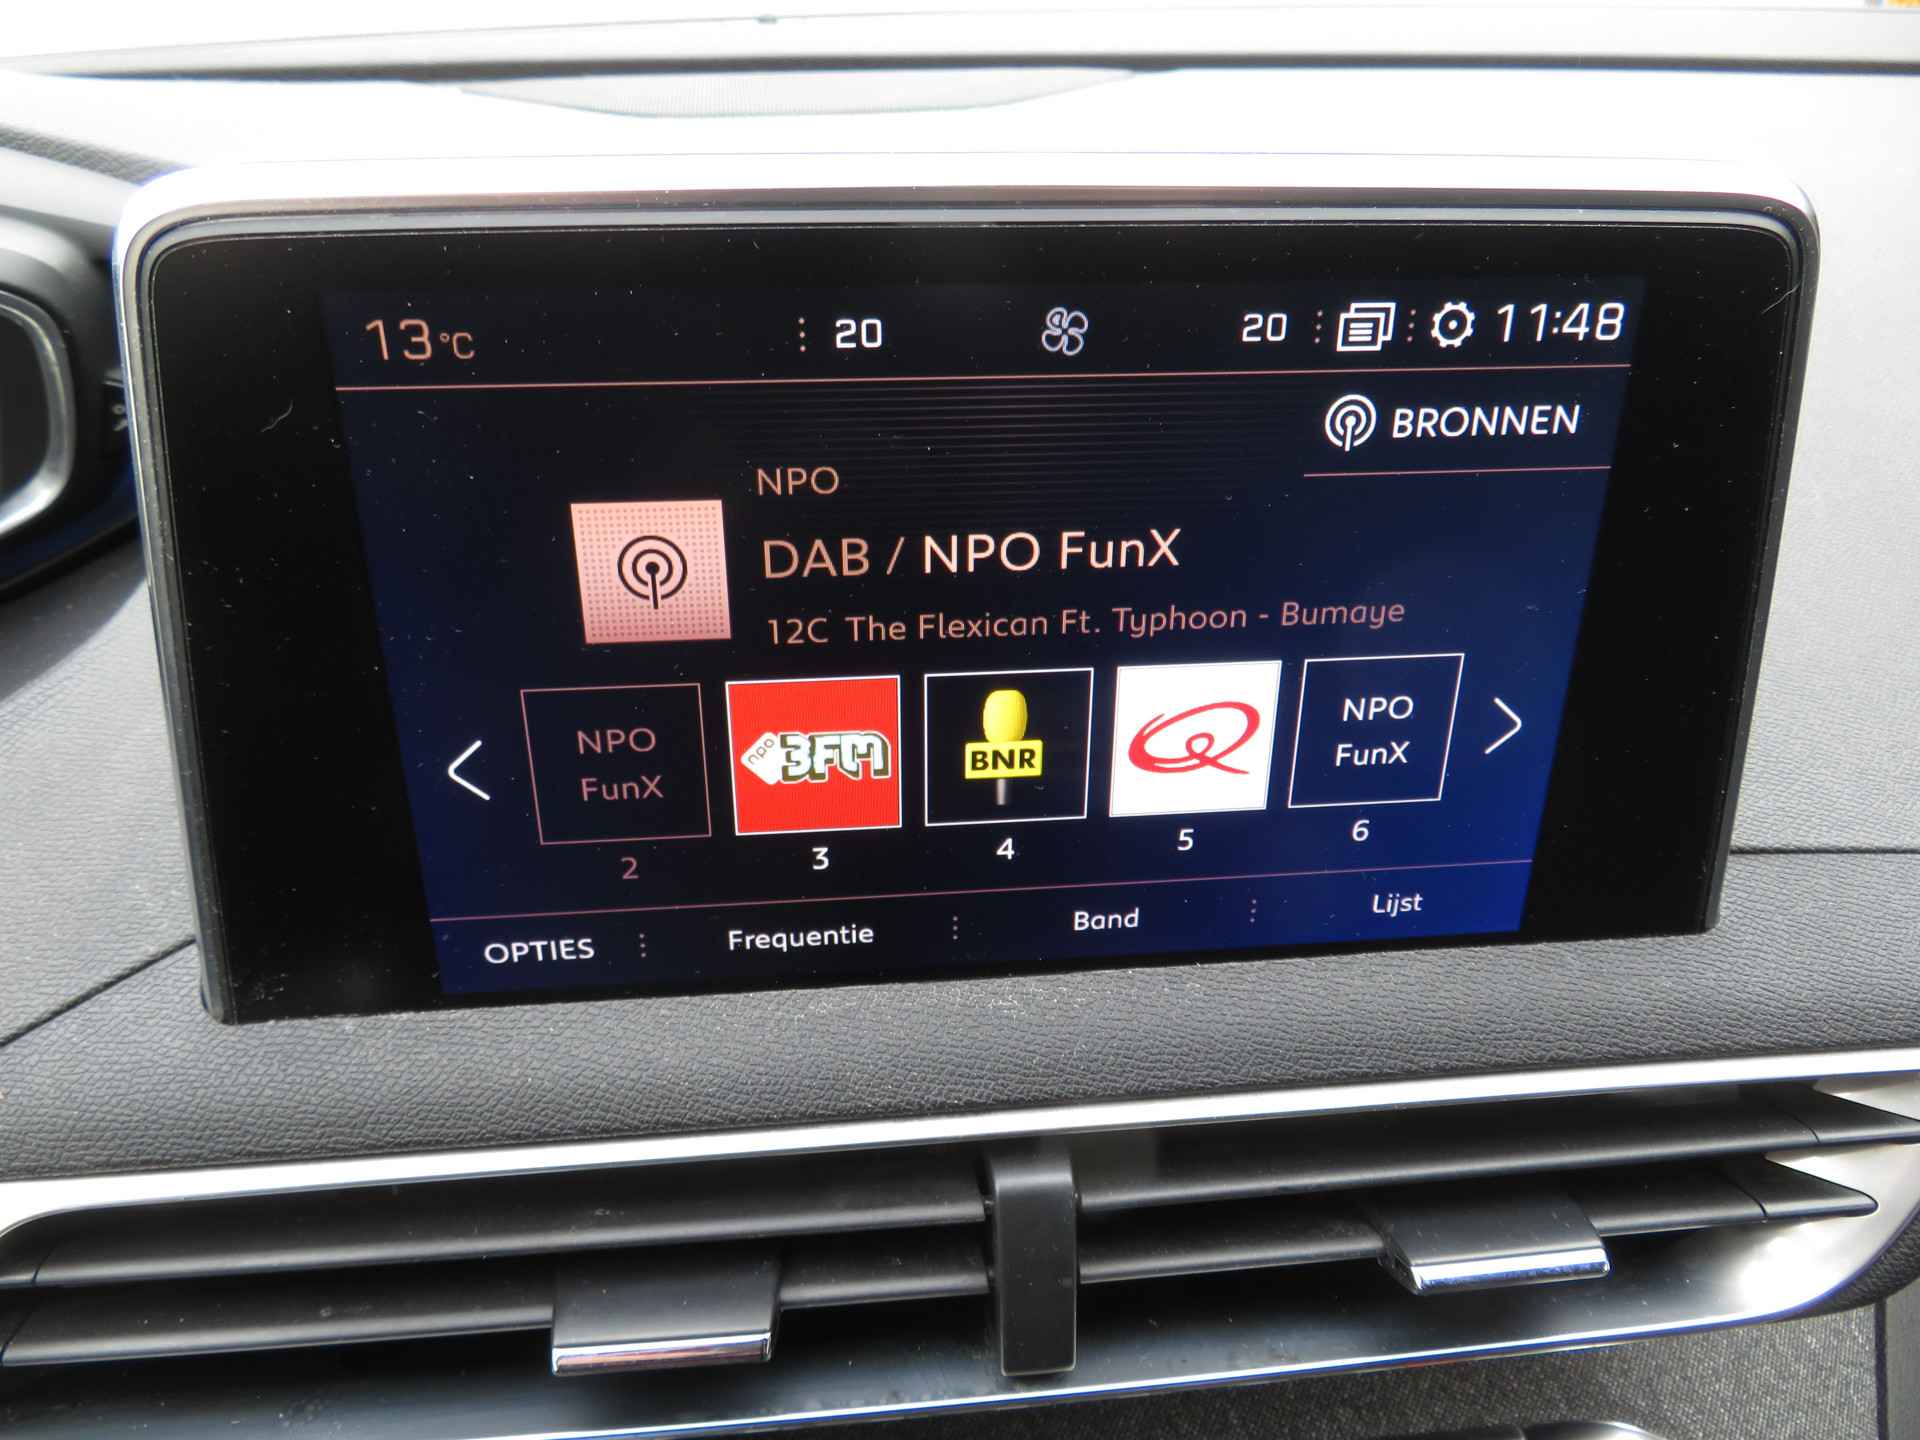 13°C 20 20 11:48
BRONNEN
NPO
DAB / NPO FunX
12C The Flexican Ft. Typhoon - Bumaye
NPO
FunX
2
npo 3FM
3
BNR
4
Q
5
NPO
FunX
6
OPTIES Frequentie Band Lijst